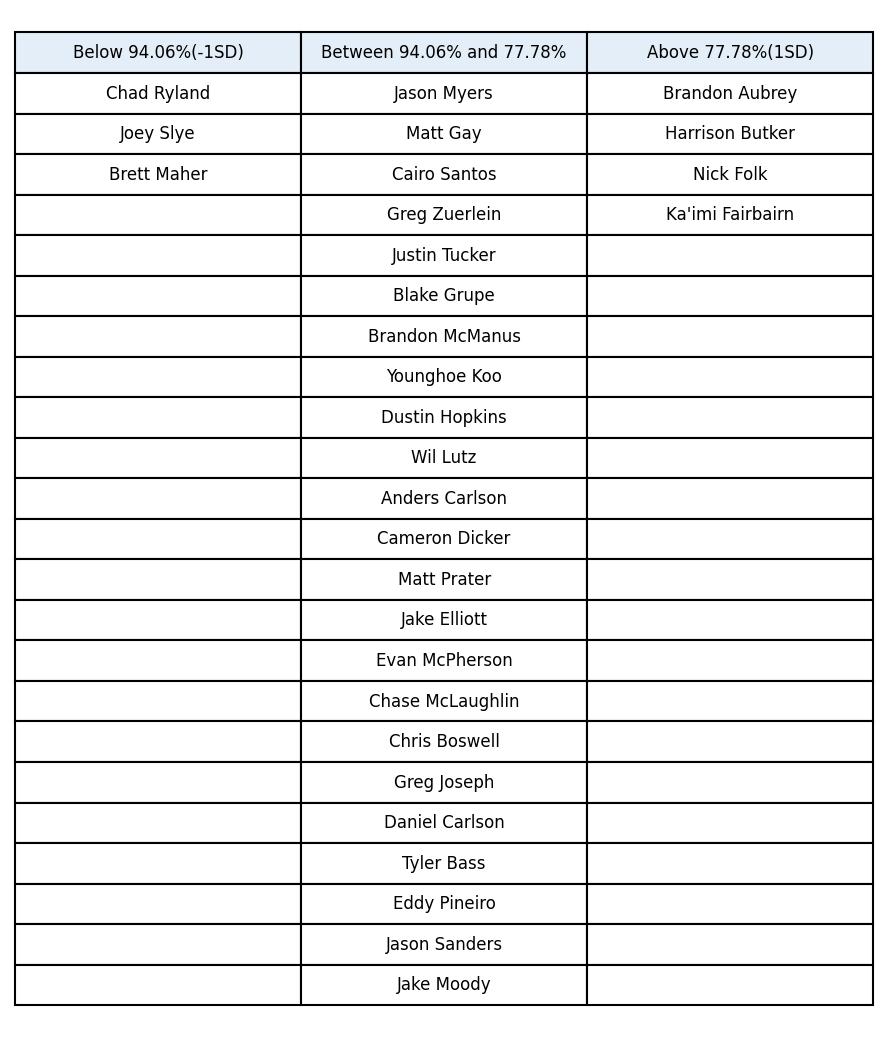 Below 94.06%(-1SD) Between 94.06% and 77.78% Above 77.78%(1SD)
Chad Ryland Jason Myers Brandon Aubrey
Joey Slye Matt Gay Harrison Butker
Brett Maher Cairo Santos Nick Folk
Greg Zuerlein Ka'imi Fairbairn
Justin Tucker
Blake Grupe
Brandon McManus
Younghoe Koo
Dustin Hopkins
Wil Lutz
Anders Carlson
Cameron Dicker
Matt Prater
Jake Elliott
Evan McPherson
Chase McLaughlin
Chris Boswell
Greg Joseph
Daniel Carlson
Tyler Bass
Eddy Pineiro
Jason Sanders
Jake Moody